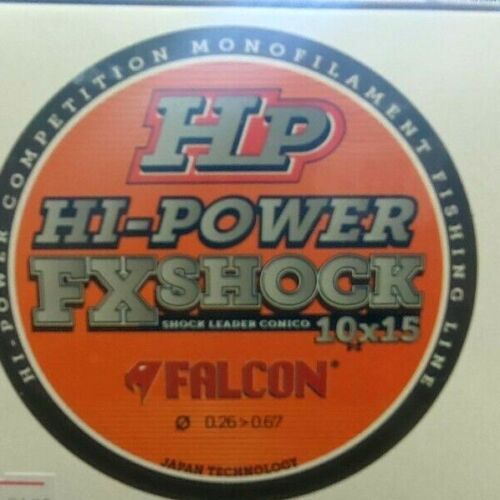 HI-POWER COMPETITION MONOFILAMENT FISHING LINE
HP
HI-POWER
FXSHOCK
SHOCK LEADER CONICO
10x15
FALCON®
Ø 0.26>0.67
JAPAN TECHNOLOGY